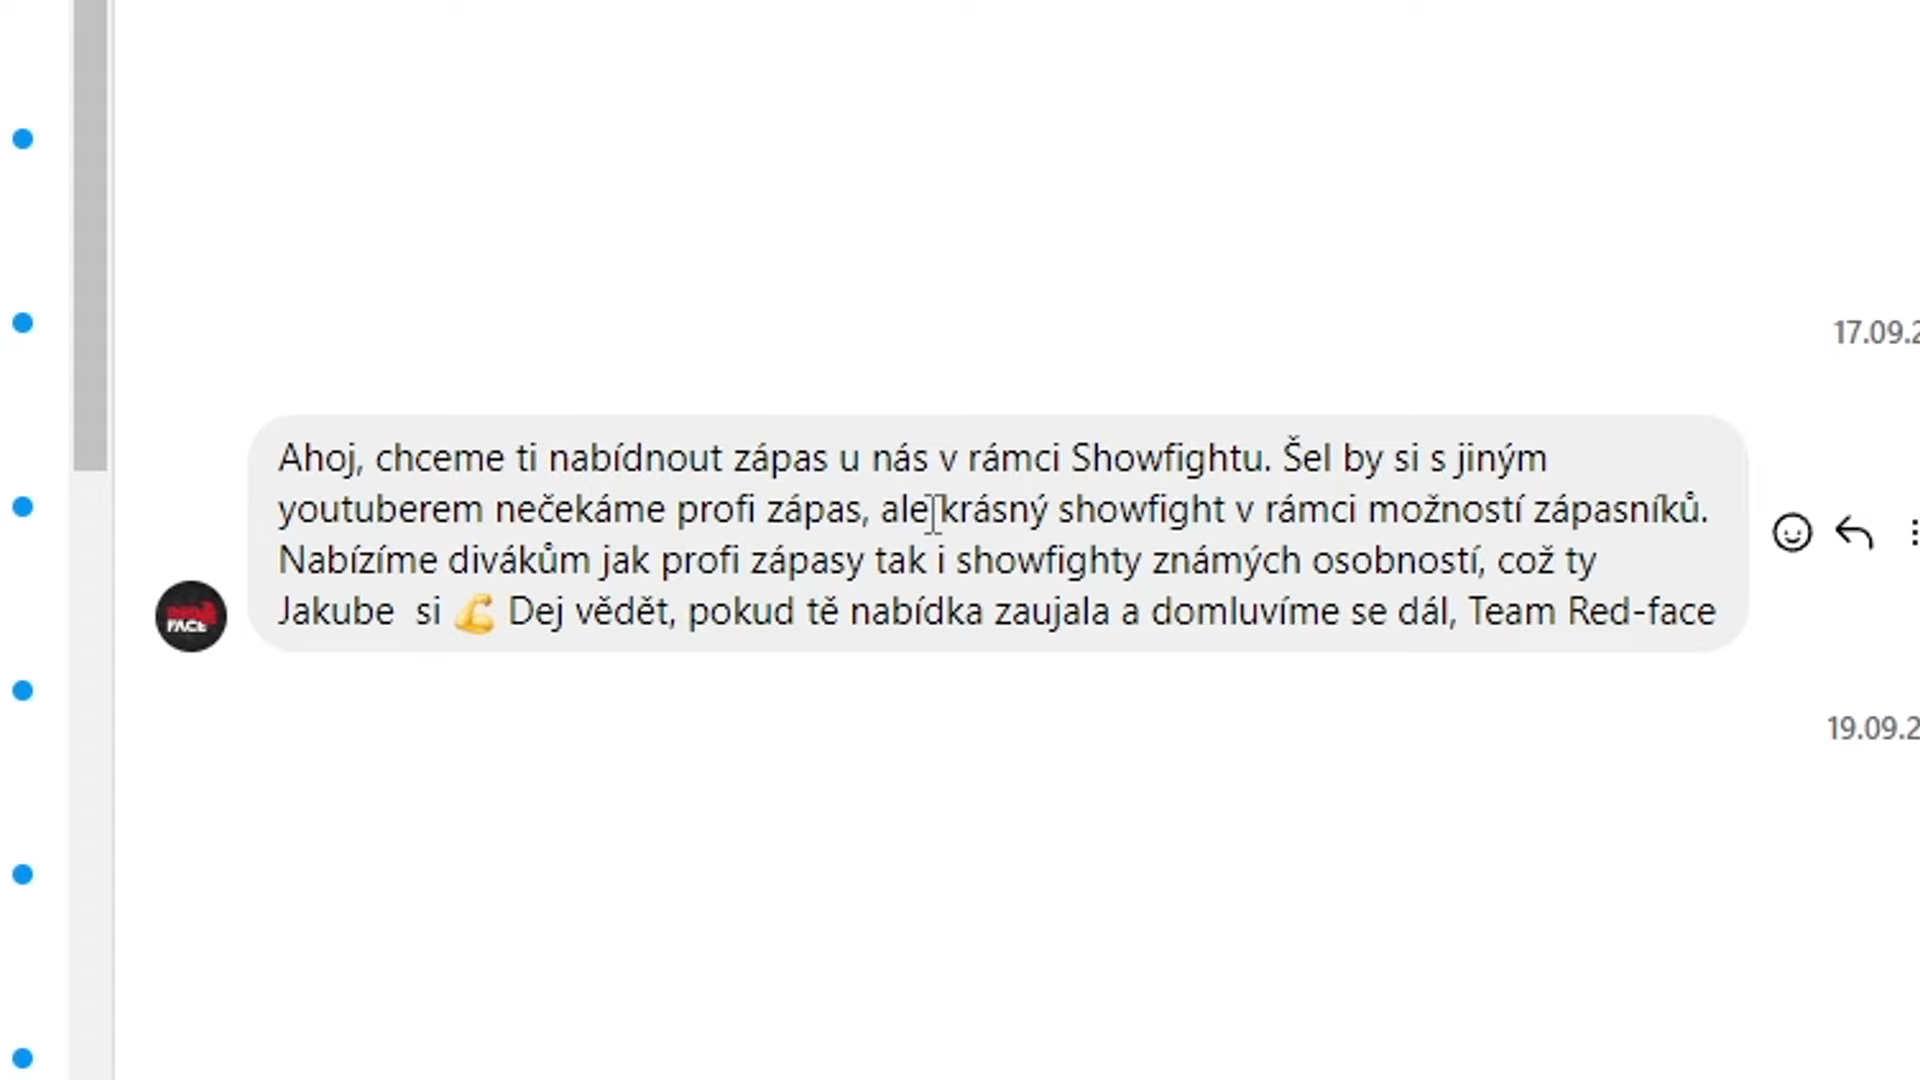 17.09.2
Ahoj, chceme ti nabídnout zápas u nás v rámci Showfightu. Šel by si s jiným
youtuberem nečekáme profi zápas, ale krásný showfight v rámci možností zápasníků.
Nabízíme divákům jak profi zápasy tak i showfighty známých osobností, což ty
Jakube  si 💪 Dej vědět, pokud tě nabídka zaujala a domluvíme se dál, Team Red-face
FACE
19.09.2